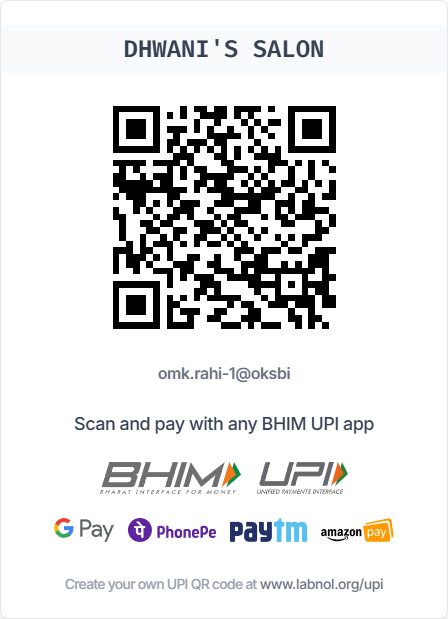 DHWANI'S SALON
omk.rahi-1@oksbi
Scan and pay with any BHIM UPI app
BHIM UPI
BHARAT INTERFACE FOR MONEY UNIFIED PAYMENTS INTERFACE
G Pay PhonePe paytm amazon pay
Create your own UPI QR code at www.labnol.org/upi